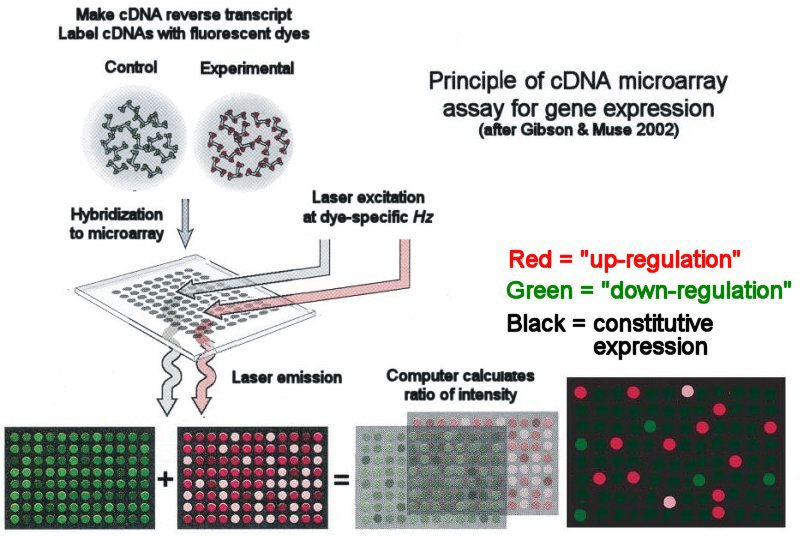 Make cDNA reverse transcript
Label cDNAs with fluorescent dyes
Control
Experimental
Principle of cDNA microarray
assay for gene expression
(after Gibson & Muse 2002)
Hybridization
to microarray
Laser excitation
at dye-specific Hz
Red = "up-regulation"
Green = "down-regulation"
Black = constitutive
expression
Laser emission
Computer calculates
ratio of intensity
+
=